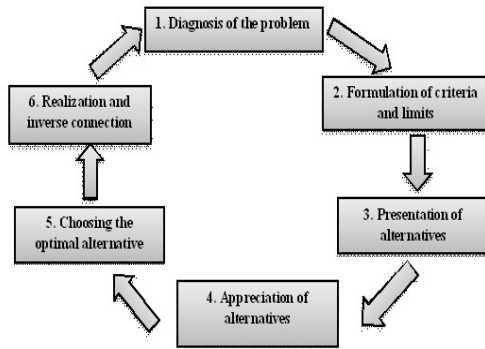 1. Diagnosis of the problem
2. Formulation of criteria
and limits
3. Presentation of
alternatives
4. Appreciation of
alternatives
5. Choosing the
optimal alternative
6. Realization and
inverse connection